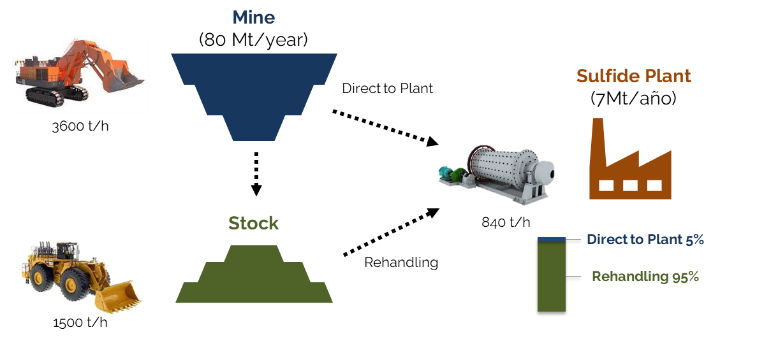 Mine
(80 Mt/year)
3600 t/h
Direct to Plant
Sulfide Plant
(7Mt/año)
Stock
840 t/h
Rehandling
Direct to Plant 5%
Rehandling 95%
1500 t/h